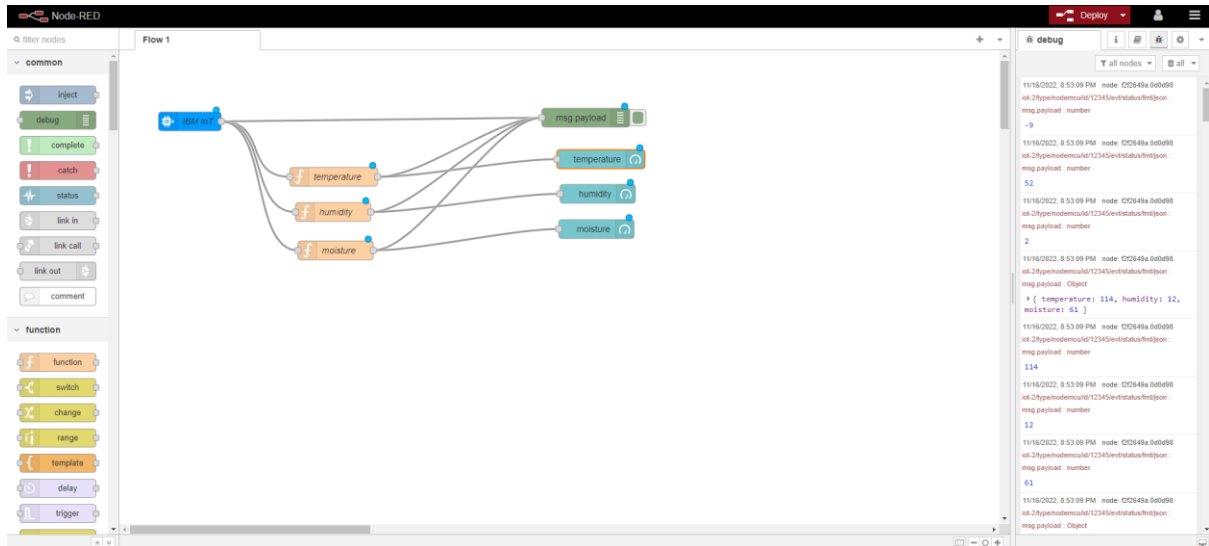 Node-RED
Deploy
filter nodes
Flow 1
debug
i
all nodes
all
common
inject
debug
complete
catch
status
link in
link call
link out
comment
function
function
switch
change
range
template
delay
trigger
IBM IoT
msg.payload
temperature
temperature
humidity
humidity
moisture
moisture
11/16/2022, 8:53:09 PM node: f2f2649a.0d0d98
iot-2/type/nodemcu/id/12345/evt/status/fmt/json :
msg.payload : number
-9
11/16/2022, 8:53:09 PM node: f2f2649a.0d0d98
iot-2/type/nodemcu/id/12345/evt/status/fmt/json :
msg.payload : number
52
11/16/2022, 8:53:09 PM node: f2f2649a.0d0d98
iot-2/type/nodemcu/id/12345/evt/status/fmt/json :
msg.payload : number
2
11/16/2022, 8:53:09 PM node: f2f2649a.0d0d98
iot-2/type/nodemcu/id/12345/evt/status/fmt/json :
msg.payload : Object
{ temperature: 114, humidity: 12,
moisture: 61 }
11/16/2022, 8:53:09 PM node: f2f2649a.0d0d98
iot-2/type/nodemcu/id/12345/evt/status/fmt/json :
msg.payload : number
114
11/16/2022, 8:53:09 PM node: f2f2649a.0d0d98
iot-2/type/nodemcu/id/12345/evt/status/fmt/json :
msg.payload : number
12
11/16/2022, 8:53:09 PM node: f2f2649a.0d0d98
iot-2/type/nodemcu/id/12345/evt/status/fmt/json :
msg.payload : number
61
11/16/2022, 8:53:09 PM node: f2f2649a.0d0d98
iot-2/type/nodemcu/id/12345/evt/status/fmt/json :
msg.payload : Object